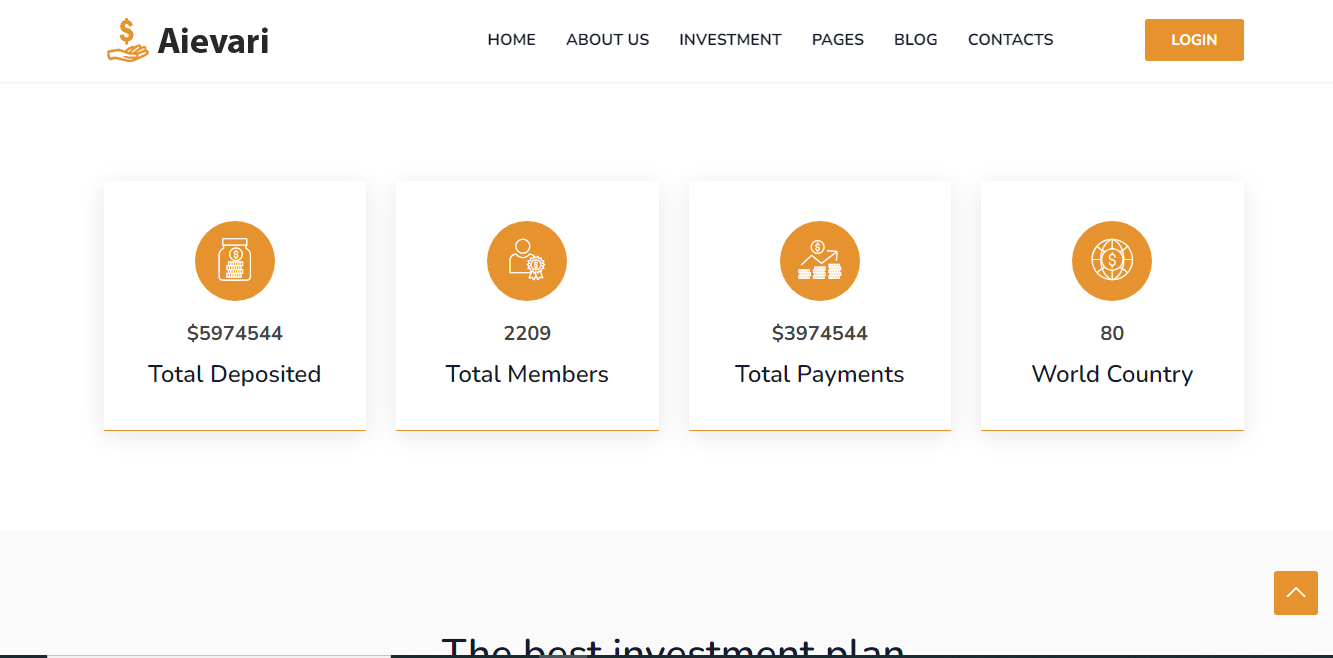 Aievari
HOME ABOUT US INVESTMENT PAGES BLOG CONTACTS
LOGIN
$5974544
Total Deposited
2209
Total Members
$3974544
Total Payments
80
World Country
The best investment plan